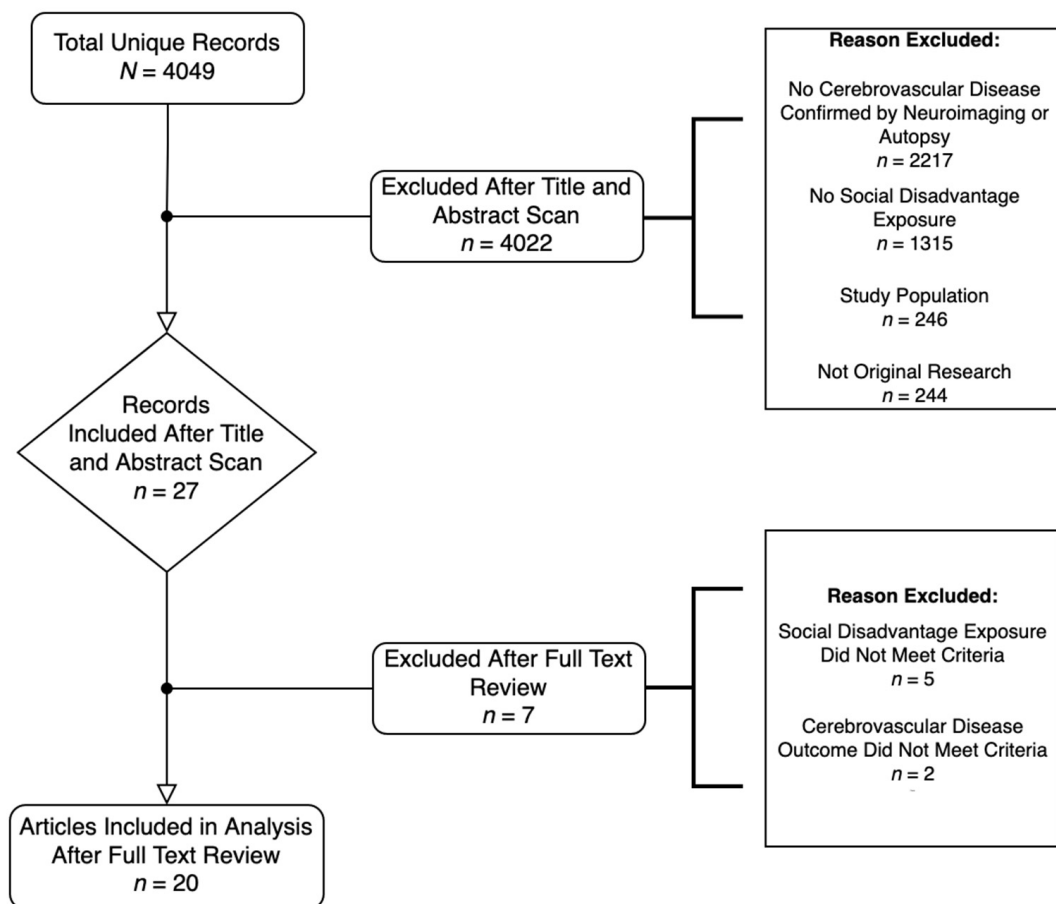 Total Unique Records
N = 4049
Reason Excluded:
No Cerebrovascular Disease
Confirmed by Neuroimaging or
Autopsy
n = 2217
No Social Disadvantage
Exposure
n = 1315
Study Population
n = 246
Not Original Research
n = 244
Excluded After Title and
Abstract Scan
n = 4022
Records
Included After Title
and Abstract Scan
n = 27
Reason Excluded:
Social Disadvantage Exposure
Did Not Meet Criteria
n = 5
Cerebrovascular Disease
Outcome Did Not Meet Criteria
n = 2
Excluded After Full Text
Review
n = 7
Articles Included in Analysis
After Full Text Review
n = 20